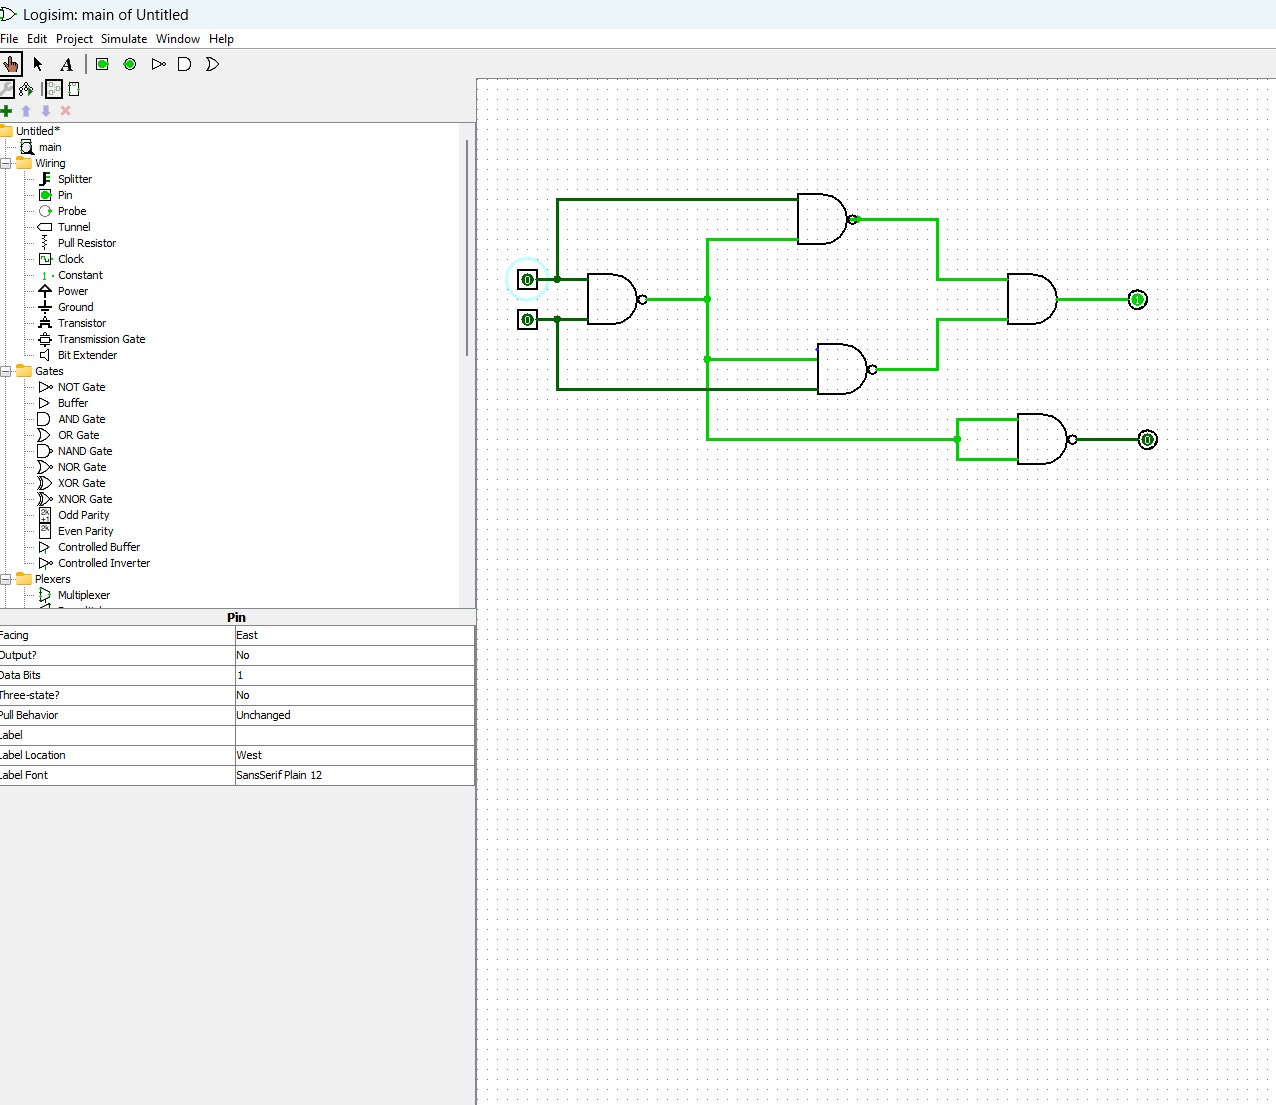 Logisim: main of Untitled
File Edit Project Simulate Window Help
A
Untitled*
main
Wiring
Splitter
Pin
Probe
Tunnel
Pull Resistor
Clock
1 Constant
Power
Ground
Transistor
Transmission Gate
Bit Extender
Gates
NOT Gate
Buffer
AND Gate
OR Gate
NAND Gate
NOR Gate
XOR Gate
XNOR Gate
2k+1 Odd Parity
2k Even Parity
Controlled Buffer
Controlled Inverter
Plexers
Multiplexer
Pin
Facing East
Output? No
Data Bits 1
Three-state? No
Pull Behavior Unchanged
Label
Label Location West
Label Font SansSerif Plain 12
0
0
1
0